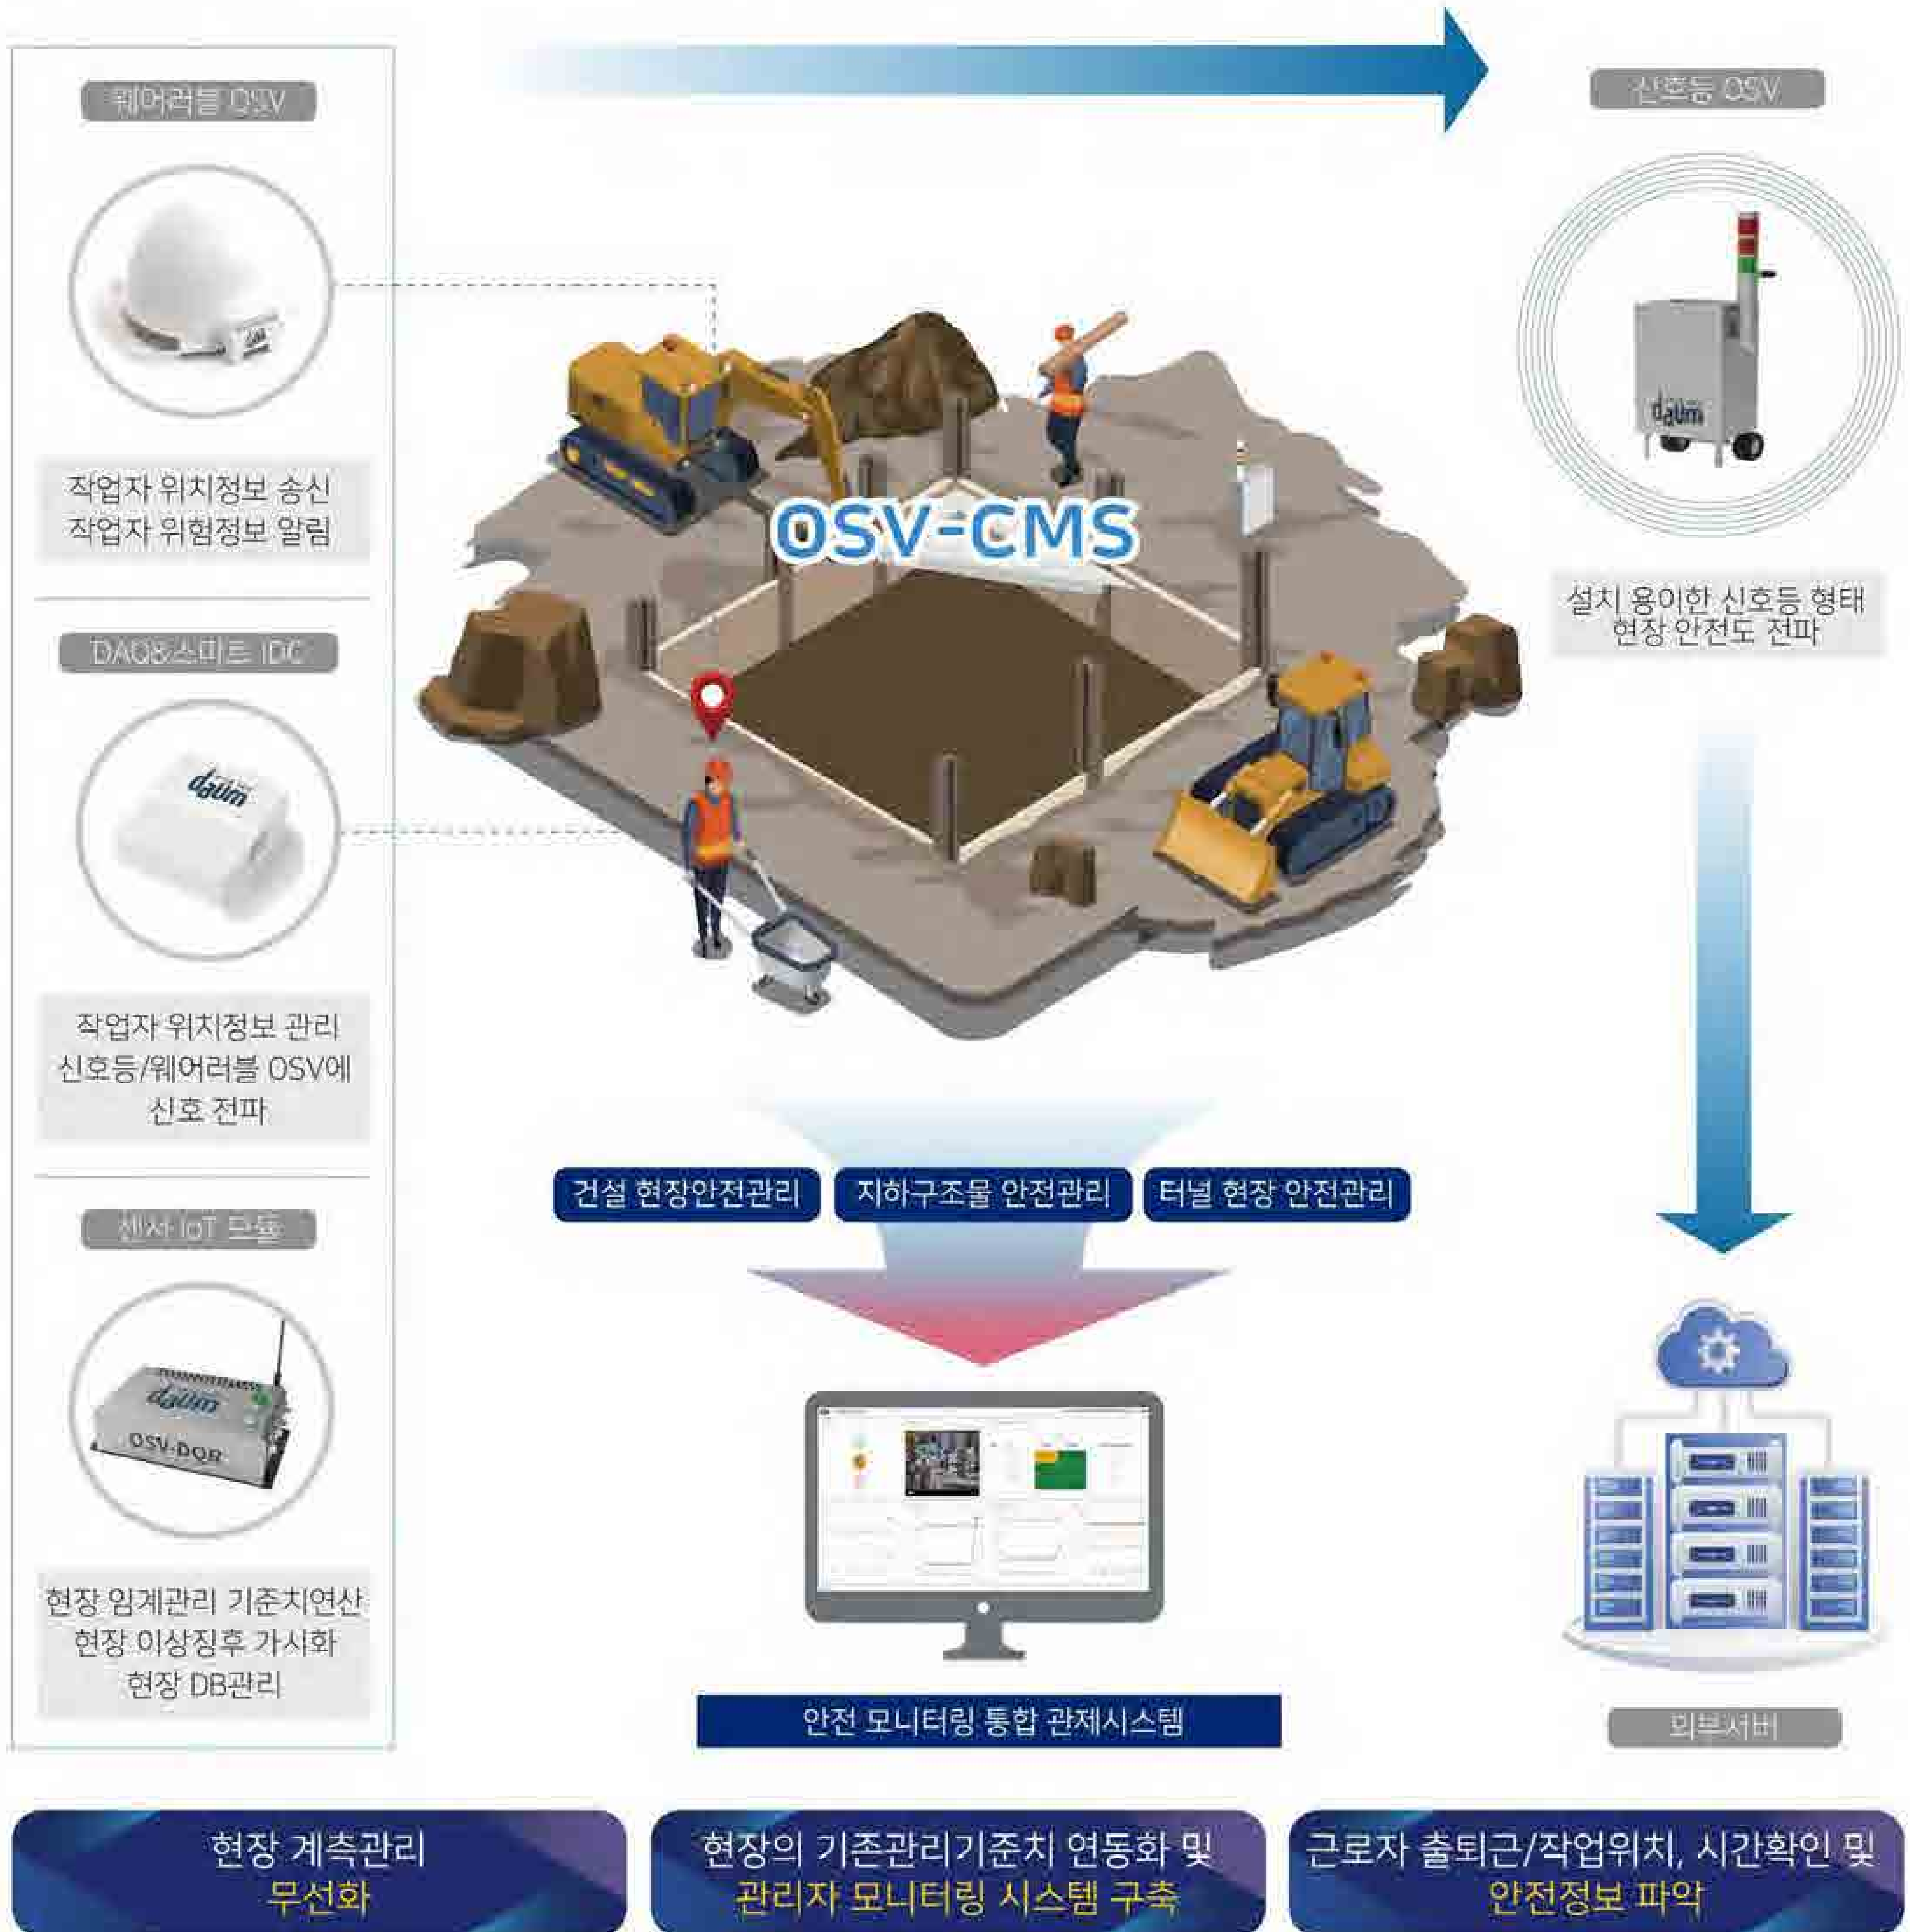 웨어러블 OSV
작업자 위치정보 송신
작업자 위험정보 알림
DAQ&스마트 IDC
daum
작업자 위치정보 관리
신호등/웨어러블 OSV에
신호 전파
센서 IoT 모듈
daum
OSV-DQR
현장 임계관리 기준치연산
현장 이상징후 가시화
현장 DB관리
OSV-CMS
건설 현장안전관리
지하구조물 안전관리
터널 현장 안전관리
안전 모니터링 통합 관제시스템
신호등 OSV
daum
설치 용이한 신호등 형태
현장 안전도 전파
외부서버
현장 계측관리
무선화
현장의 기존관리기준치 연동화 및
관리자 모니터링 시스템 구축
근로자 출퇴근/작업위치, 시간확인 및
안전정보 파악